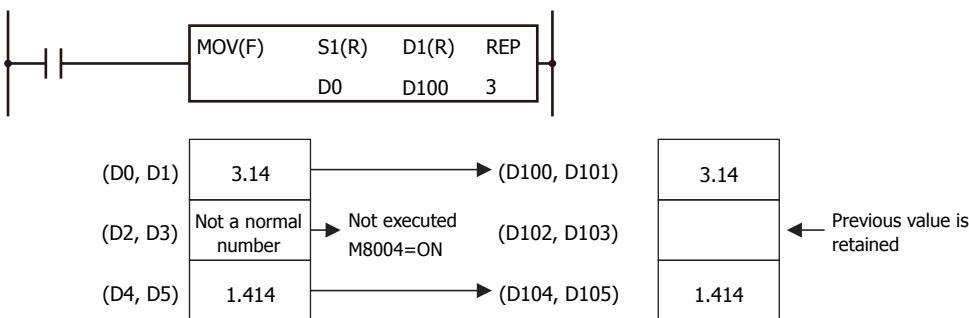 MOV(F) S1(R) D1(R) REP
D0 D100 3
(D0, D1) 3.14 (D100, D101) 3.14
(D2, D3) Not a normal number Not executed M8004=ON (D102, D103) Previous value is retained
(D4, D5) 1.414 (D104, D105) 1.414